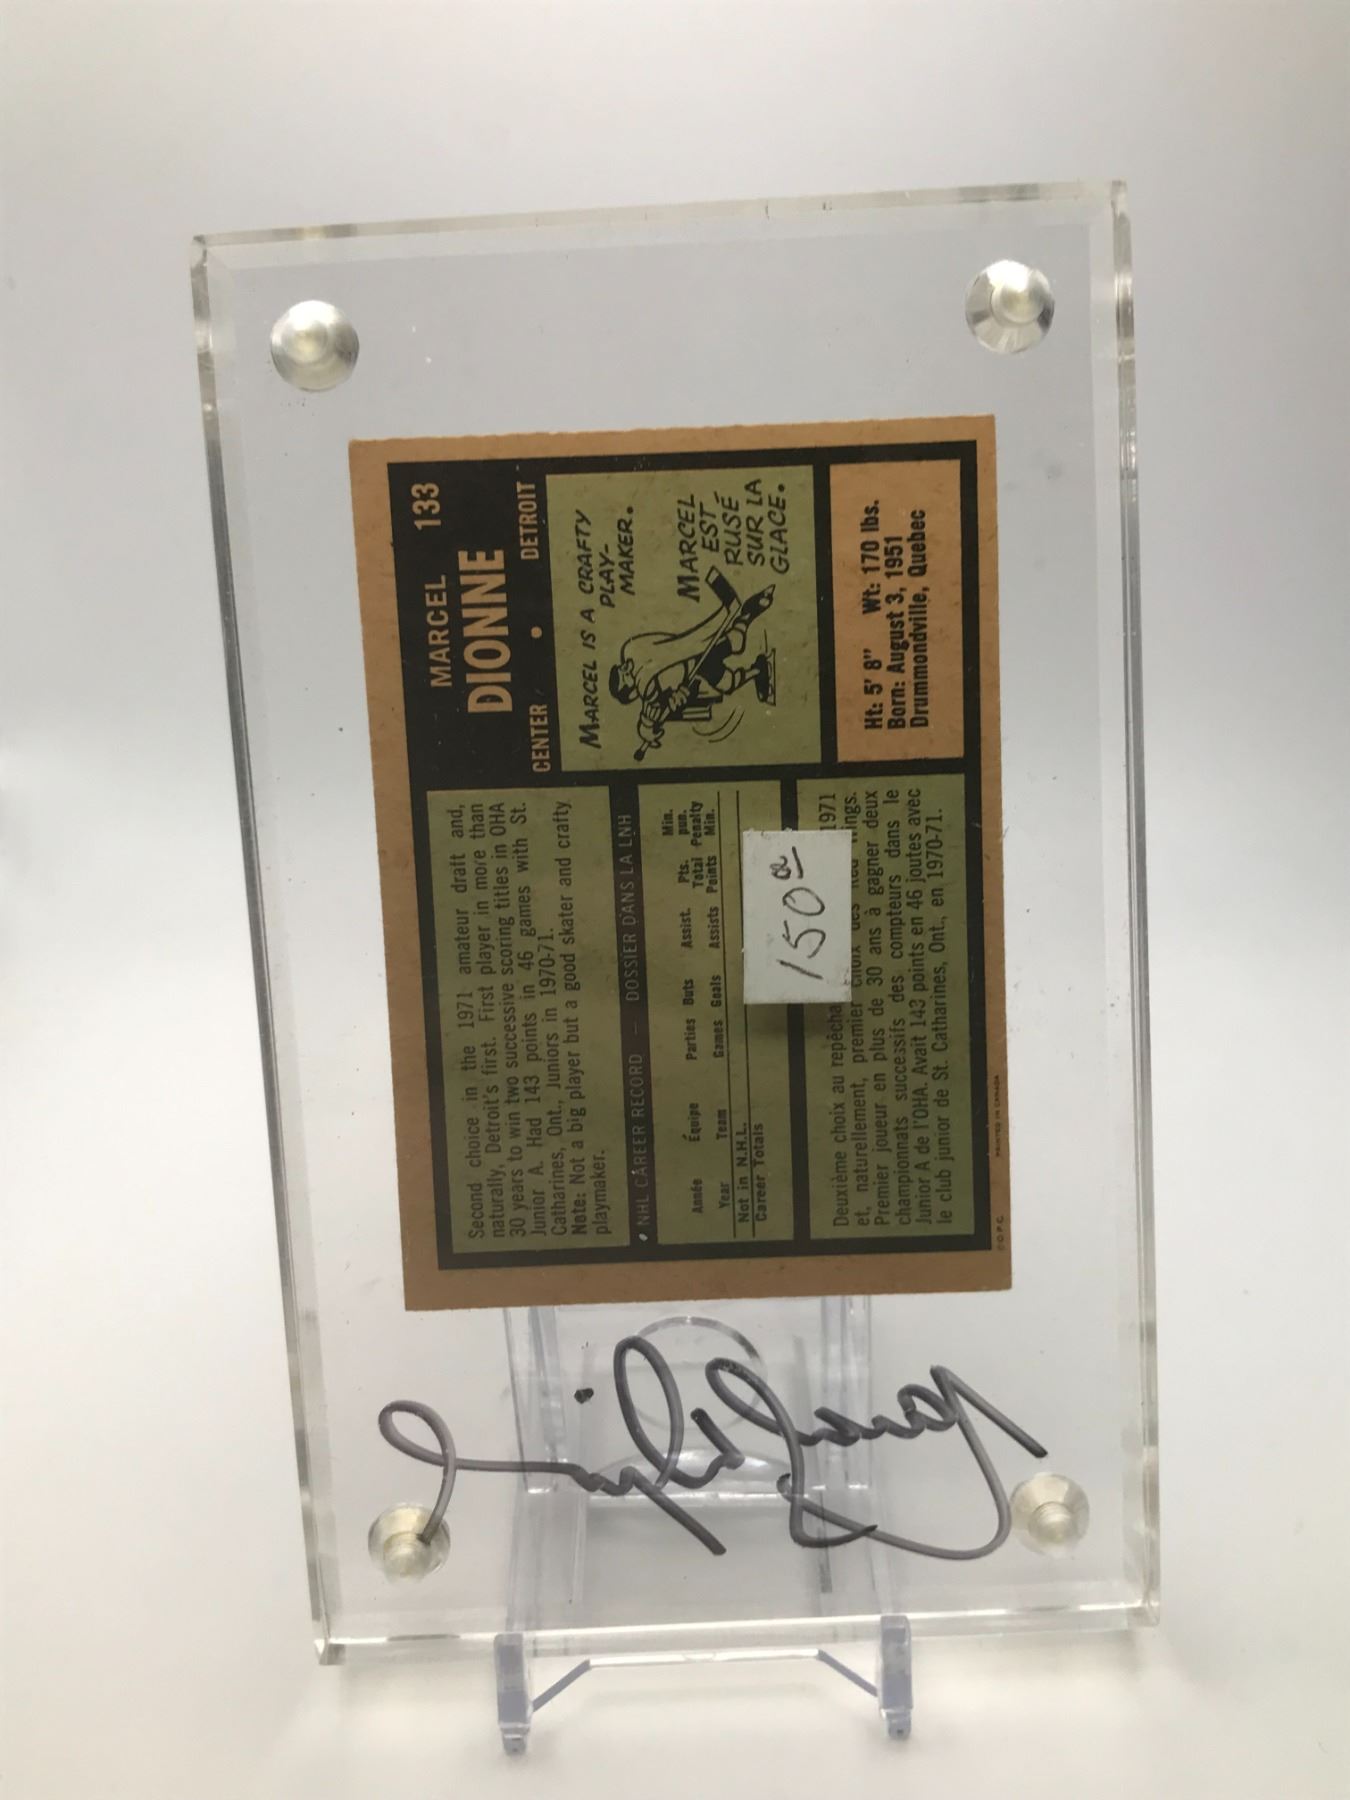 MARCEL 133
DIONNE
CENTER • DETROIT
MARCEL IS A CRAFTY
PLAY-
MAKER.
MARCEL
EST
RUSÉ
SUR LA
GLACE.
Ht: 5' 8" Wt: 170 lbs.
Born: August 3, 1951
Drummondville, Quebec
Second choice in the 1971 amateur draft and,
naturally, Detroit's first. First player in more than
30 years to win two successive scoring titles in OHA
Junior A. Had 143 points in 46 games with St.
Catharines, Ont., Juniors in 1970-71.
Note: Not a big player but a good skater and crafty
playmaker.
• NHL CAREER RECORD — DOSSIER DANS LA LNH
Année Équipe Parties Buts Assist. Pts. Total Min. pun.
Year Team Games Goals Assists Points Penalty Min.
Not in N.H.L.
Career Totals
150
Deuxième choix au repêcha 1971
et, naturellement, premier choix des Red Wings.
Premier joueur en plus de 30 ans à gagner deux
championnats successifs des compteurs dans le
Junior A de l'OHA. Avait 143 points en 46 joutes avec
le club junior de St. Catharines, Ont., en 1970-71.
© O.P.C. PRINTED IN CANADA